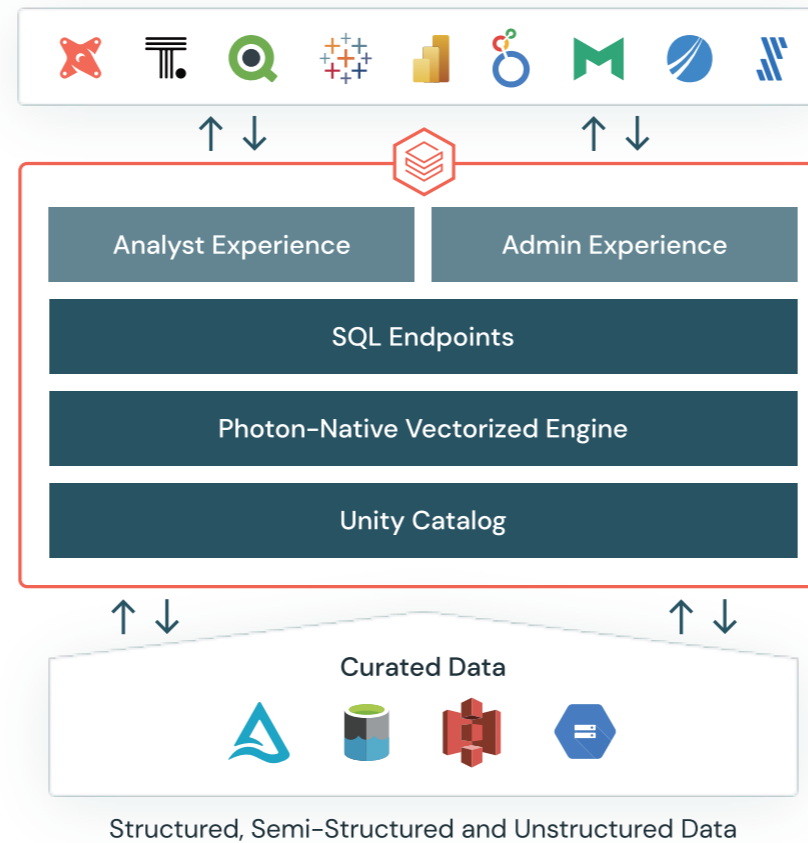 Analyst Experience
Admin Experience
SQL Endpoints
Photon-Native Vectorized Engine
Unity Catalog
Curated Data
Structured, Semi-Structured and Unstructured Data